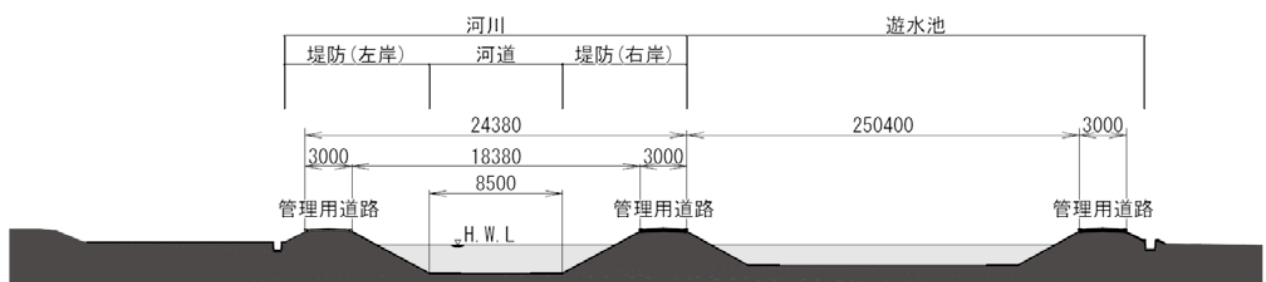 河川 遊水池
堤防(左岸) 河道 堤防(右岸)
24380 250400 3000
3000 18380 3000
8500
管理用道路 管理用道路 管理用道路
H.W.L